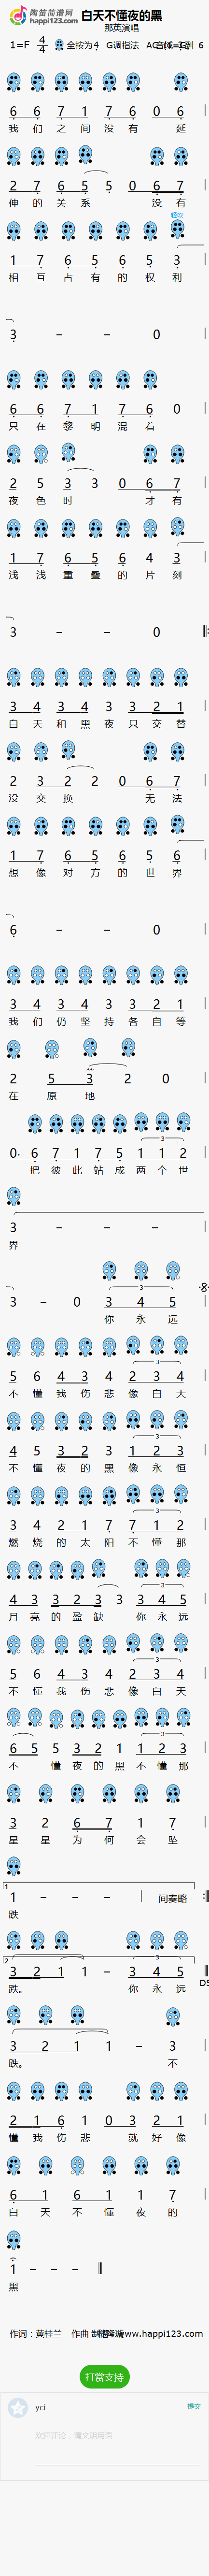 陶笛简谱网
happi123.com
白天不懂夜的黑
那英演唱
1=F 4/4 全按为4 G调指法 AC
6 6 7 1 7 6 0 6
我 们 之 间 没 有 延
2 7 6 5 5 0 6 7
伸 的 关 系 没 有
轻吹
1 7 6 5 6 5 3
相 互 占 有 的 权 利
3 – – 0
6 6 7 1 7 6 0
只 在 黎 明 混 着
2 5 3 3 0 6 7
夜 色 时 才 有
1 7 6 5 6 4 3
浅 浅 重 叠 的 片 刻
3 – – 0
3 4 3 4 3 3 2 1
白 天 和 黑 夜 只 交 替
2 3 2 2 0 6 7
没 交 换 无 法
1 7 6 5 6 5 6
想 像 对 方 的 世 界
6 – – 0
3 4 3 4 3 3 2 1
我 们 仍 坚 持 各 自 等
2 5 3 2 0
在 原 地
3
0· 6 7 1 7 5 1 1 2
把 彼 此 站 成 两 个 世
3 – – –
界
3
3 – 0 3 4 5
你 永 远
5 6 4 3 4 2 3 4
不 懂 我 伤 悲 像 白 天
3
4 5 3 2 3 1 2 3
不 懂 夜 的 黑 像 永 恒
3
3 4 2 1 7 7 1 2
燃 烧 的 太 阳 不 懂 那
3
4 3 3 2 3 3 3 4 5
月 亮 的 盈 缺 你 永 远
3
5 6 4 3 4 2 3 4
不 懂 我 伤 悲 像 白 天
3
6 5 5 3 2 1 1 2 3
不 懂 夜 的 黑 不 懂 那
3
3 2 6 7 1 7
星 星 为 何 会 坠
1
1 – – – 间奏略
跌
2
3 2 1 1 – 3 4 5
跌。 你 永 远
DS
3 2 1 1 – 3
跌。 不
2 1 6 1 0 3 2 1
懂 我 伤 悲 就 好 像
6 1 6 1 1 7
白 天 不 懂 夜 的
1 – – –
黑
作词：黄桂兰 作曲 www.happi123.com
打赏支持
yci 提交
欢迎评论，请文明用语